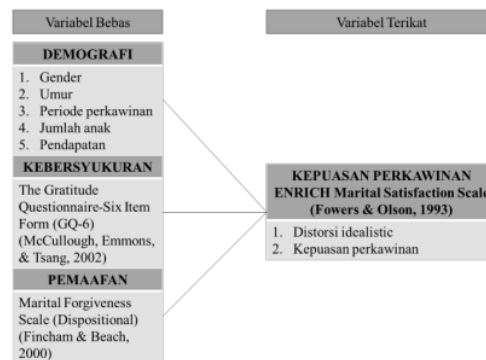 Variabel Bebas
Variabel Terikat
DEMOGRAFI
1. Gender
2. Umur
3. Periode perkawinan
4. Jumlah anak
5. Pendapatan
KEBERSYUKURAN
The Gratitude
Questionnaire-Six Item
Form (GQ-6)
(McCullough, Emmons,
& Tsang, 2002)
PEMAAFAN
Marital Forgiveness
Scale (Dispositional)
(Fincham & Beach,
2000)
KEPUASAN PERKAWINAN
ENRICH Marital Satisfaction Scale
(Fowers & Olson, 1993)
1. Distorsi idealistic
2. Kepuasan perkawinan